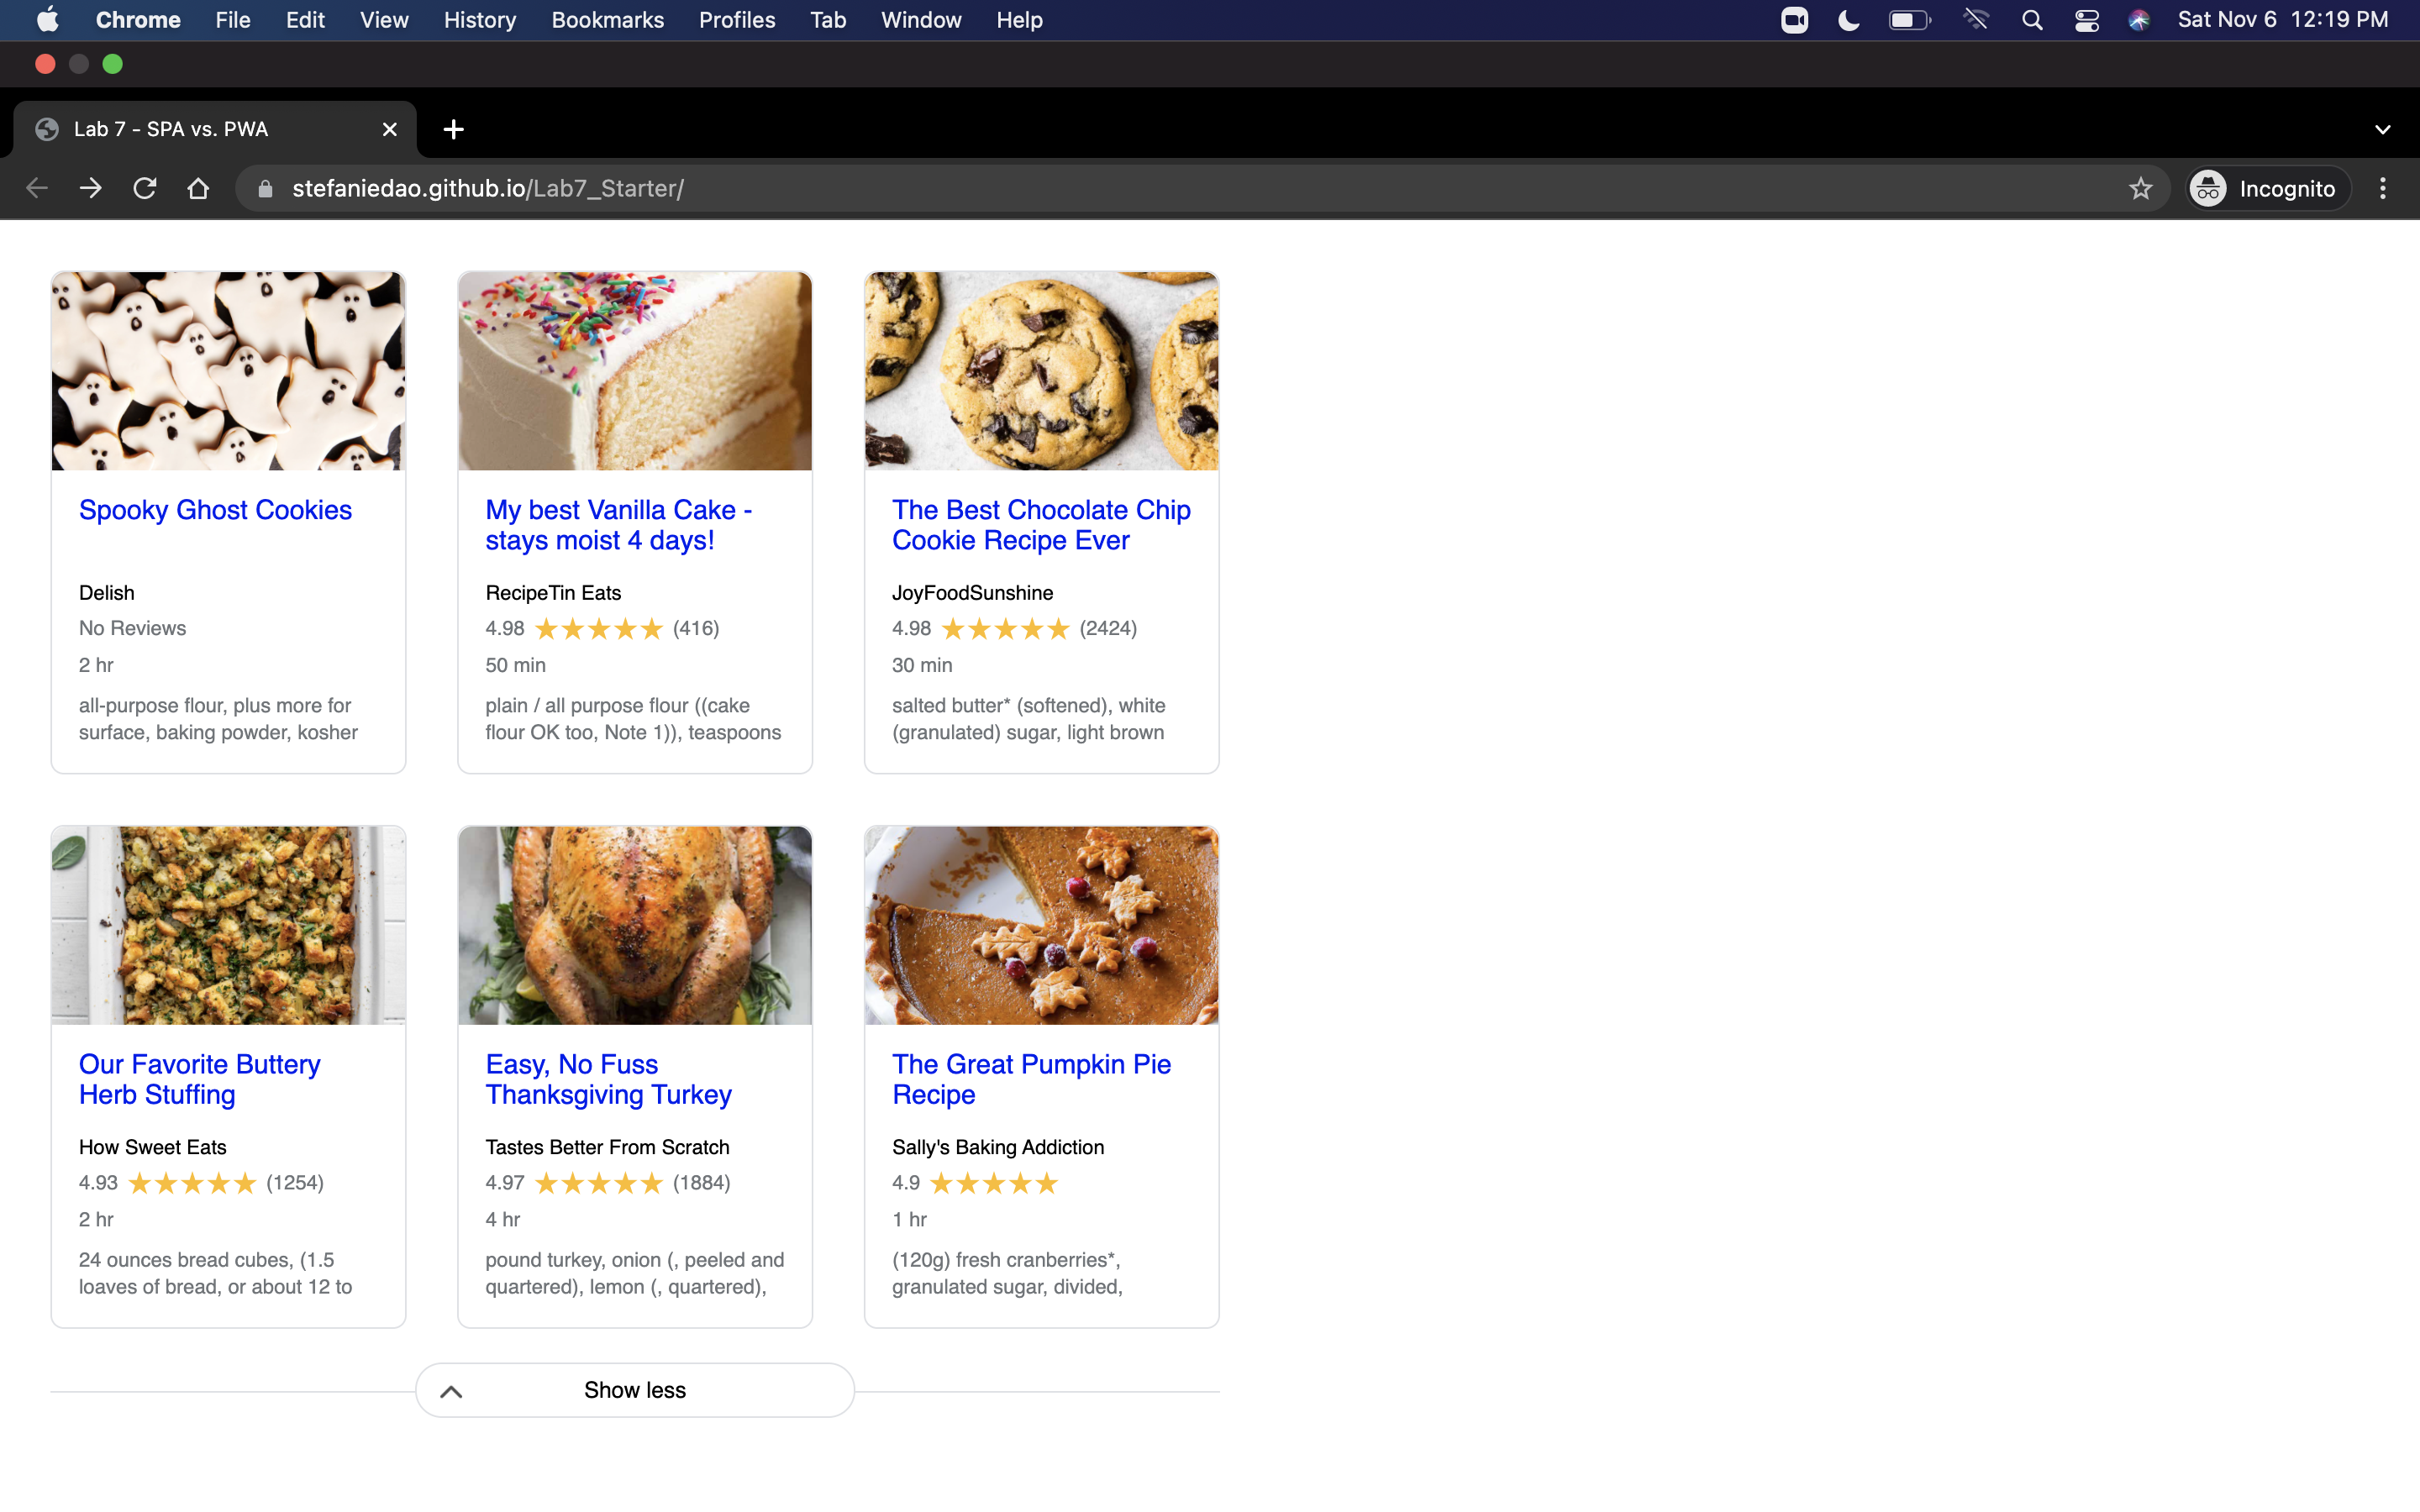 Chrome File Edit View History Bookmarks Profiles Tab Window Help Sat Nov 6 12:19 PM
Lab 7 - SPA vs. PWA
stefaniedao.github.io/Lab7_Starter/ Incognito
Spooky Ghost Cookies
Delish
No Reviews
2 hr
all-purpose flour, plus more for
surface, baking powder, kosher
My best Vanilla Cake -
stays moist 4 days!
RecipeTin Eats
4.98 (416)
50 min
plain / all purpose flour ((cake
flour OK too, Note 1)), teaspoons
The Best Chocolate Chip
Cookie Recipe Ever
JoyFoodSunshine
4.98 (2424)
30 min
salted butter* (softened), white
(granulated) sugar, light brown
Our Favorite Buttery
Herb Stuffing
How Sweet Eats
4.93 (1254)
2 hr
24 ounces bread cubes, (1.5
loaves of bread, or about 12 to
Easy, No Fuss
Thanksgiving Turkey
Tastes Better From Scratch
4.97 (1884)
4 hr
pound turkey, onion (, peeled and
quartered), lemon (, quartered),
The Great Pumpkin Pie
Recipe
Sally's Baking Addiction
4.9
1 hr
(120g) fresh cranberries*,
granulated sugar, divided,
Show less